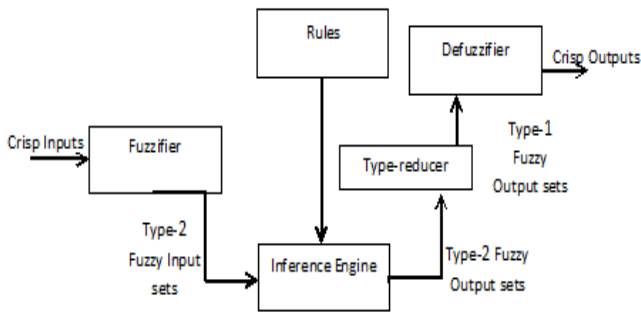 Rules
Defuzzifier
Crisp Outputs
Crisp Inputs
Fuzzifier
Type-reducer
Type-1
Fuzzy
Output sets
Type-2
Fuzzy Input
sets
Inference Engine
Type-2 Fuzzy
Output sets